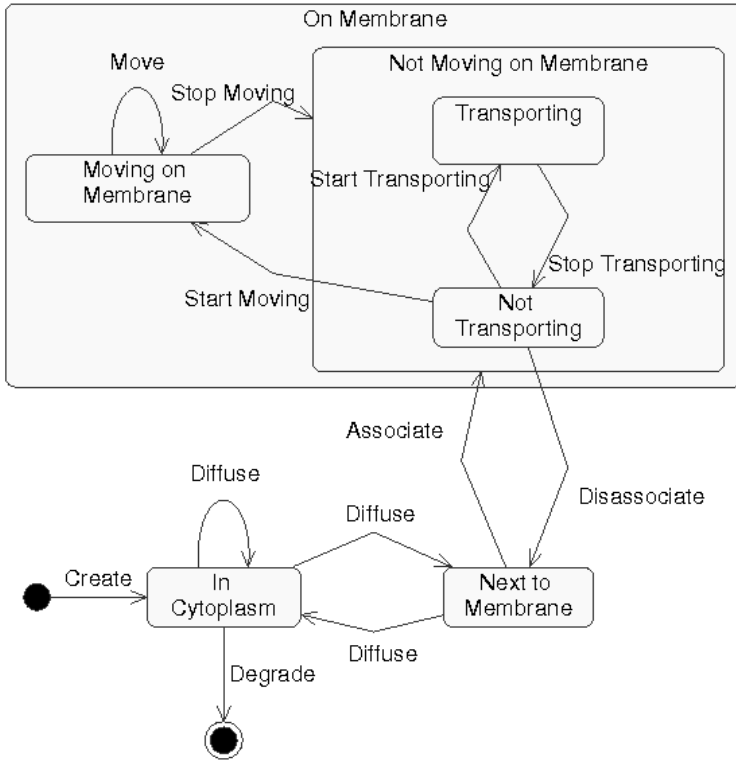 On Membrane
Not Moving on Membrane
Move
Stop Moving
Transporting
Moving on
Membrane
Start Transporting
Stop Transporting
Start Moving
Not
Transporting
Associate
Diffuse
Disassociate
Diffuse
Create
In
Cytoplasm
Next to
Membrane
Diffuse
Degrade